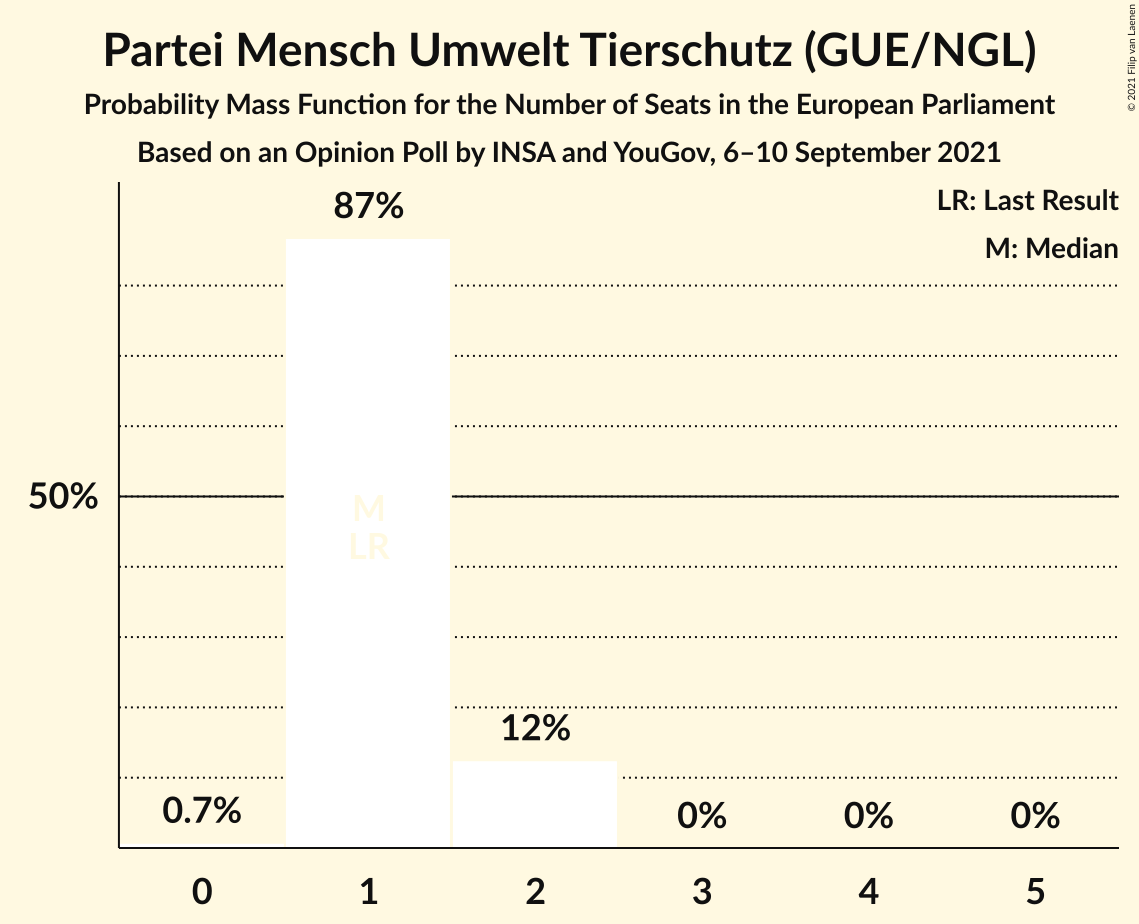 Partei Mensch Umwelt Tierschutz (GUE/NGL)
Probability Mass Function for the Number of Seats in the European Parliament
Based on an Opinion Poll by INSA and YouGov, 6–10 September 2021
© 2021 Filip van Laenen
LR: Last Result
M: Median
87%
50%
M
LR
12%
0.7%
0%
0%
0%
0
1
2
3
4
5